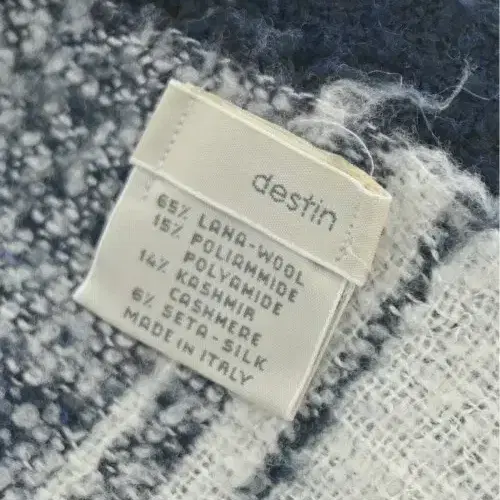 destin
65% LANA-WOOL
15% POLIAMMIDE
POLYAMIDE
14% KASHMIR
CASHMERE
6% SETA-SILK
MADE IN ITALY